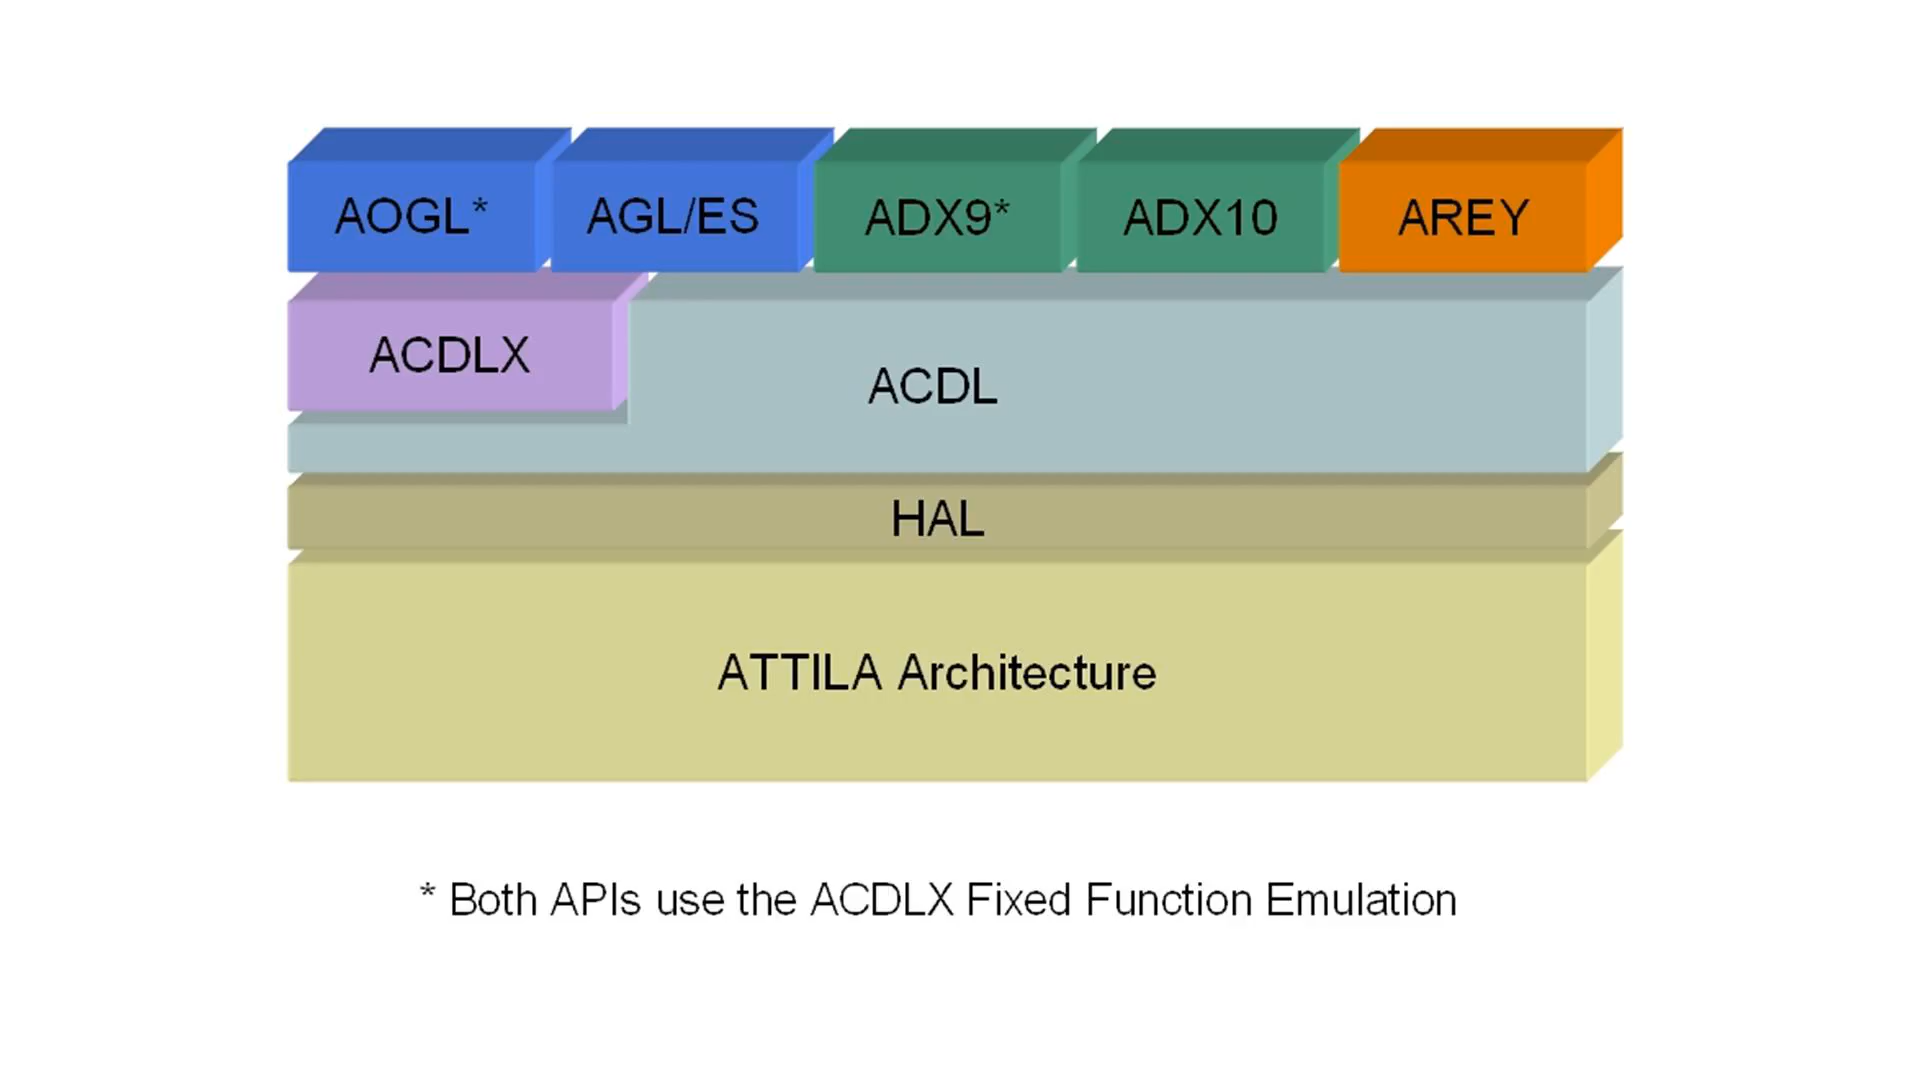 AOGL*
AGL/ES
ADX9*
ADX10
AREY
ACDLX
ACDL
HAL
ATTILA Architecture
* Both APIs use the ACDLX Fixed Function Emulation